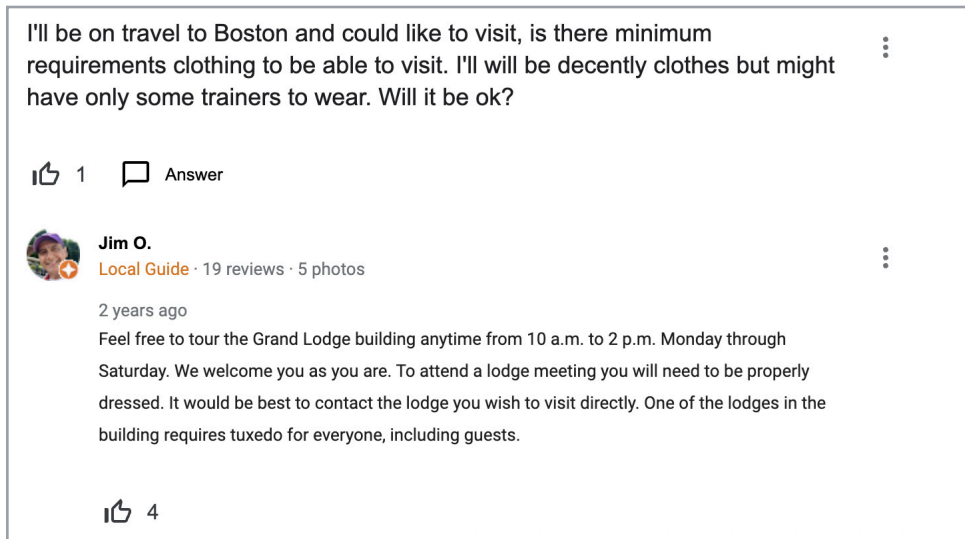 I'll be on travel to Boston and could like to visit, is there minimum
requirements clothing to be able to visit. I'll will be decently clothes but might
have only some trainers to wear. Will it be ok?
1 Answer
Jim O.
Local Guide · 19 reviews · 5 photos
2 years ago
Feel free to tour the Grand Lodge building anytime from 10 a.m. to 2 p.m. Monday through
Saturday. We welcome you as you are. To attend a lodge meeting you will need to be properly
dressed. It would be best to contact the lodge you wish to visit directly. One of the lodges in the
building requires tuxedo for everyone, including guests.
4